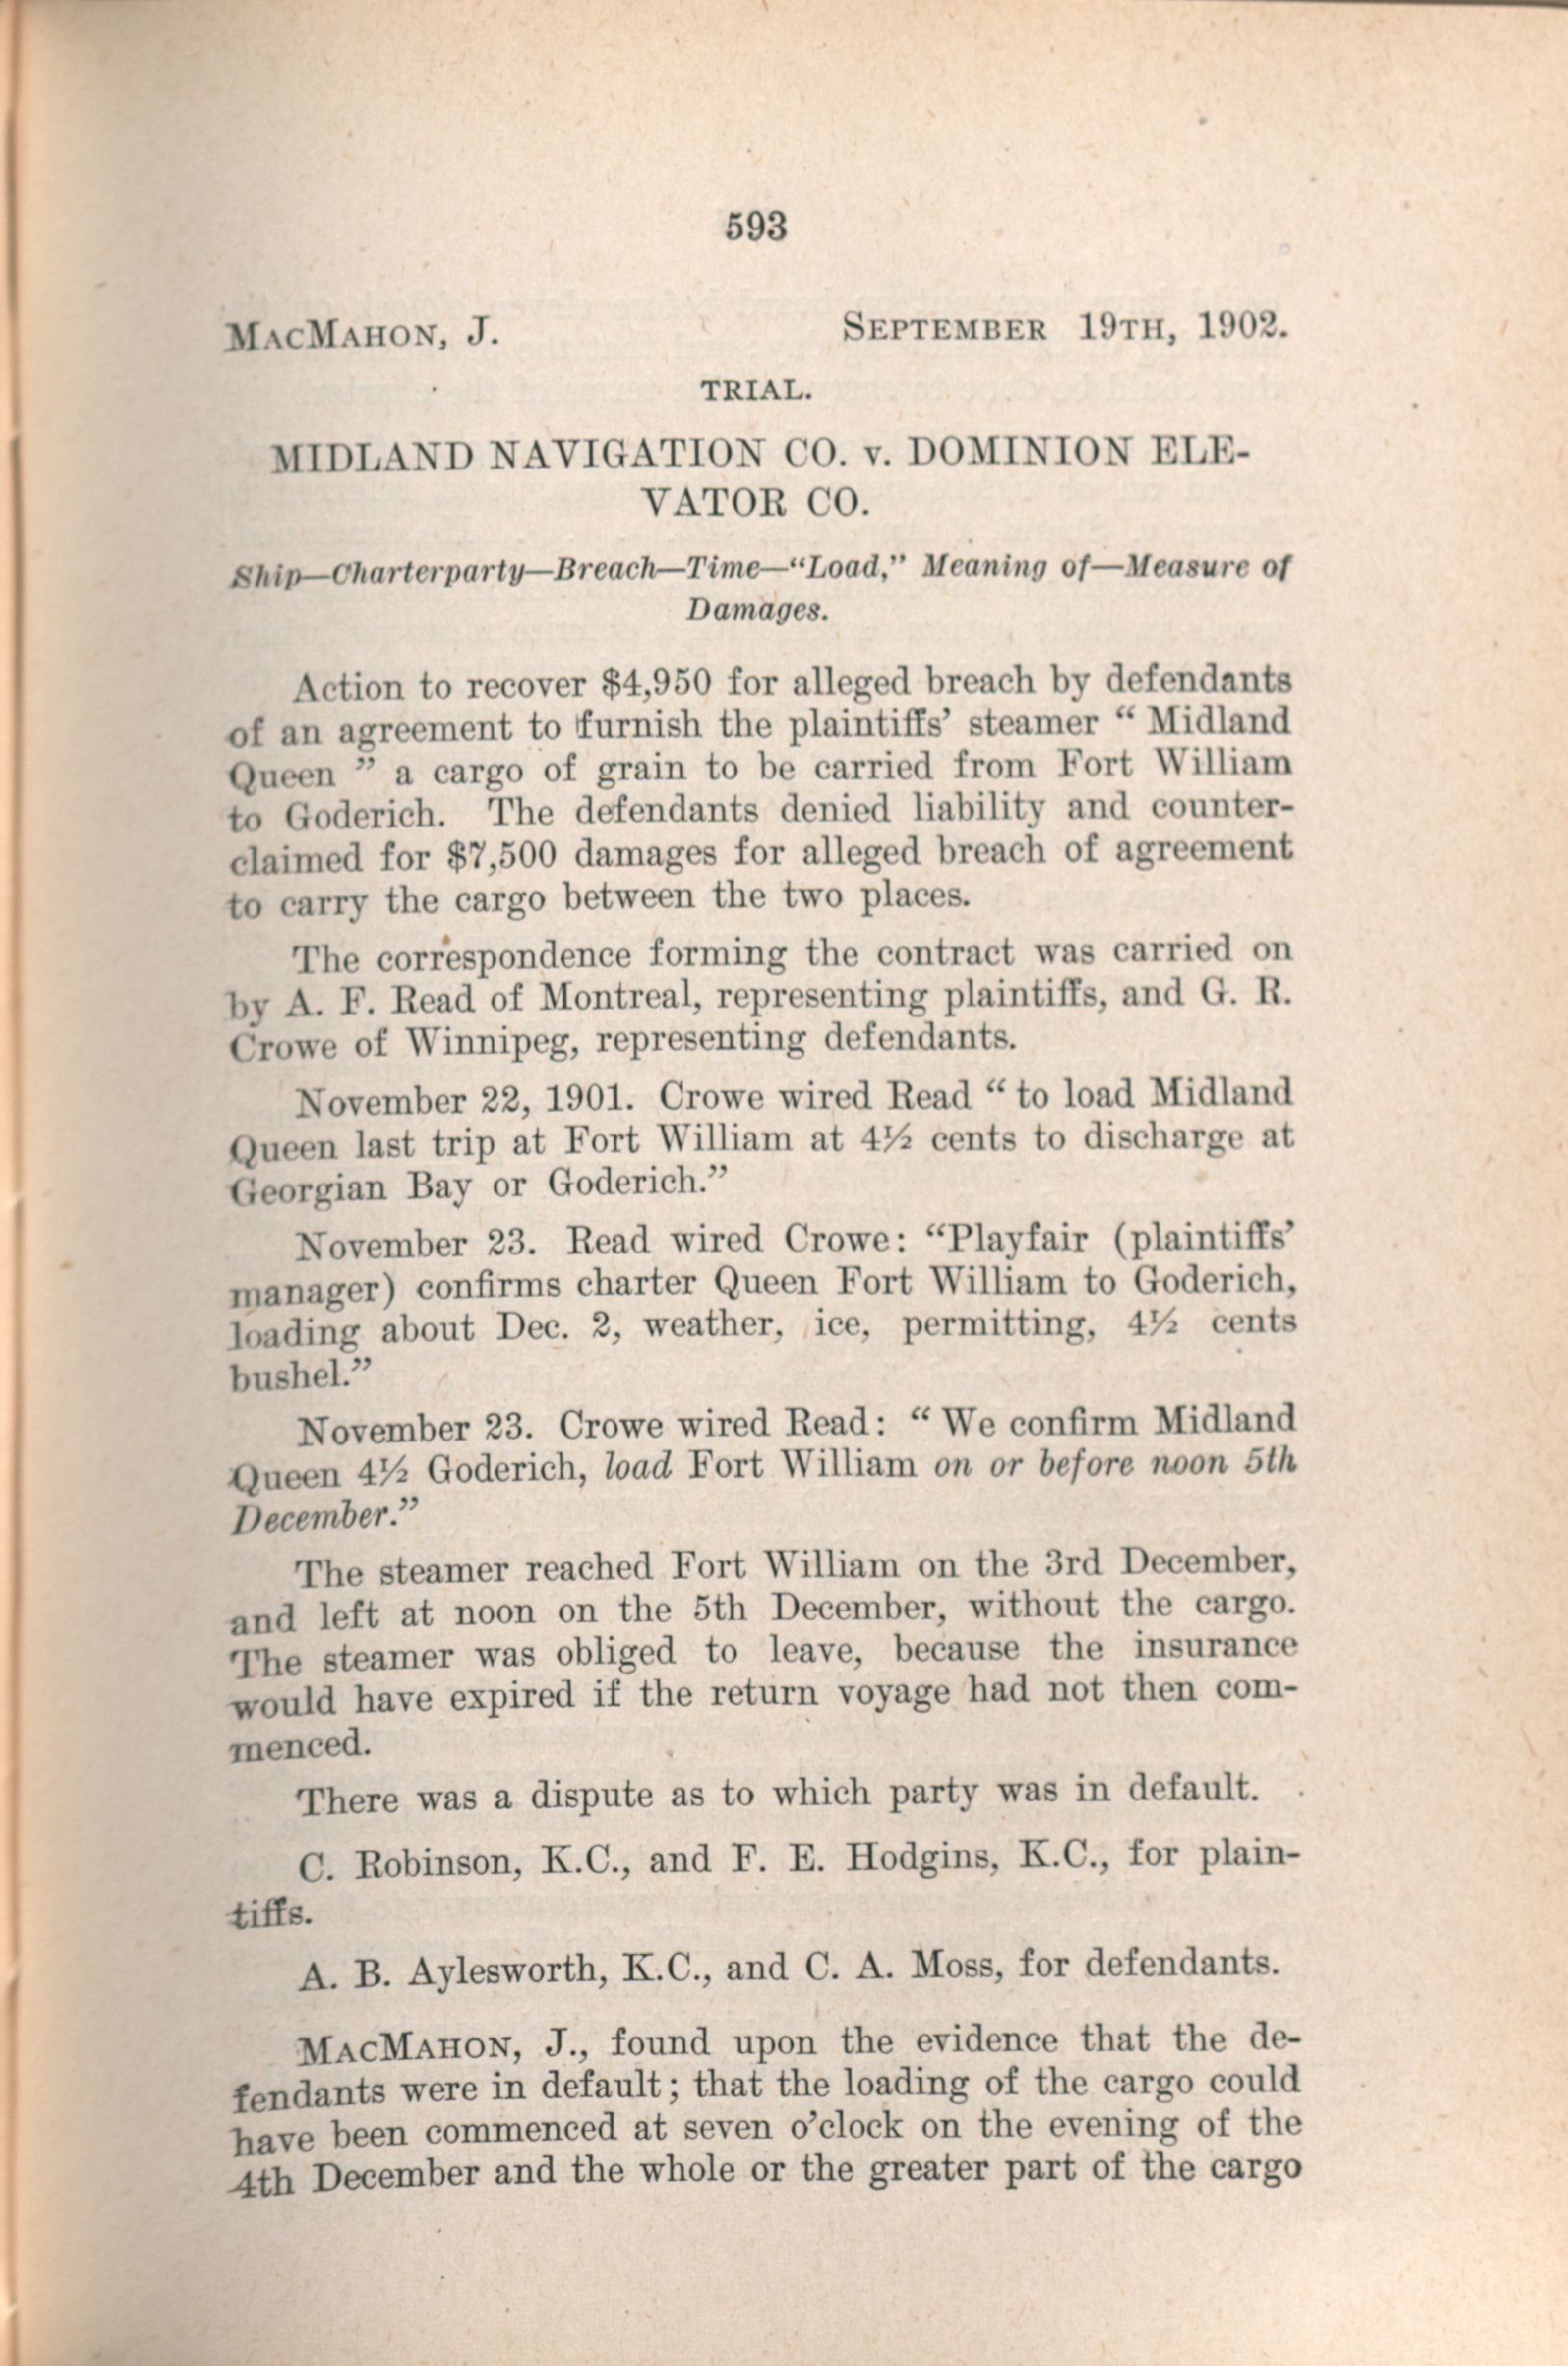 593
MACMAHON, J. SEPTEMBER 19TH, 1902.
TRIAL.
MIDLAND NAVIGATION CO. v. DOMINION ELE-
VATOR CO.
Ship—Charterparty—Breach—Time—“Load,” Meaning of—Measure of
Damages.
Action to recover $4,950 for alleged breach by defendants
of an agreement to furnish the plaintiffs’ steamer “ Midland
Queen ” a cargo of grain to be carried from Fort William
to Goderich. The defendants denied liability and counter-
claimed for $7,500 damages for alleged breach of agreement
to carry the cargo between the two places.
The correspondence forming the contract was carried on
by A. F. Read of Montreal, representing plaintiffs, and G. R.
Crowe of Winnipeg, representing defendants.
November 22, 1901. Crowe wired Read “ to load Midland
Queen last trip at Fort William at 4½ cents to discharge at
Georgian Bay or Goderich.”
November 23. Read wired Crowe: “Playfair (plaintiffs’
manager) confirms charter Queen Fort William to Goderich,
loading about Dec. 2, weather, ice, permitting, 4½ cents
bushel.”
November 23. Crowe wired Read: “ We confirm Midland
Queen 4½ Goderich, load Fort William on or before noon 5th
December.”
The steamer reached Fort William on the 3rd December,
and left at noon on the 5th December, without the cargo.
The steamer was obliged to leave, because the insurance
would have expired if the return voyage had not then com-
menced.
There was a dispute as to which party was in default.
C. Robinson, K.C., and F. E. Hodgins, K.C., for plain-
tiffs.
A. B. Aylesworth, K.C., and C. A. Moss, for defendants.
MACMAHON, J., found upon the evidence that the de-
fendants were in default; that the loading of the cargo could
have been commenced at seven o’clock on the evening of the
4th December and the whole or the greater part of the cargo